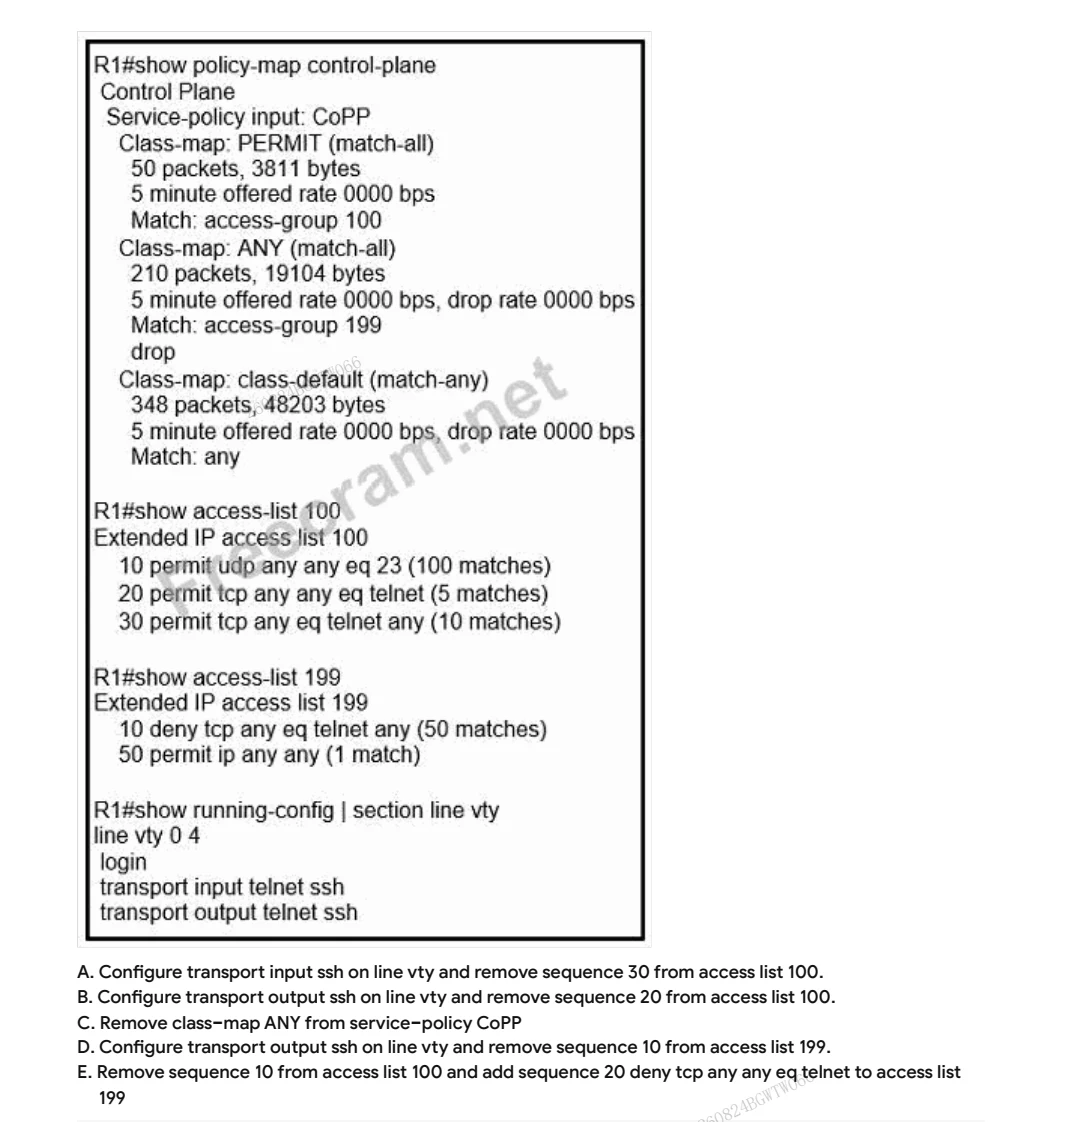 R1#show policy-map control-plane
Control Plane
Service-policy input: CoPP
Class-map: PERMIT (match-all)
50 packets, 3811 bytes
5 minute offered rate 0000 bps
Match: access-group 100
Class-map: ANY (match-all)
210 packets, 19104 bytes
5 minute offered rate 0000 bps, drop rate 0000 bps
Match: access-group 199
drop
Class-map: class-default (match-any)
348 packets, 48203 bytes
5 minute offered rate 0000 bps, drop rate 0000 bps
Match: any
Freecram.net
R1#show access-list 100
Extended IP access list 100
10 permit udp any any eq 23 (100 matches)
20 permit tcp any any eq telnet (5 matches)
30 permit tcp any eq telnet any (10 matches)
R1#show access-list 199
Extended IP access list 199
10 deny tcp any eq telnet any (50 matches)
50 permit ip any any (1 match)
R1#show running-config | section line vty
line vty 0 4
login
transport input telnet ssh
transport output telnet ssh
A. Configure transport input ssh on line vty and remove sequence 30 from access list 100.
B. Configure transport output ssh on line vty and remove sequence 20 from access list 100.
C. Remove class-map ANY from service-policy CoPP
D. Configure transport output ssh on line vty and remove sequence 10 from access list 199.
E. Remove sequence 10 from access list 100 and add sequence 20 deny tcp any any eq telnet to access list
199